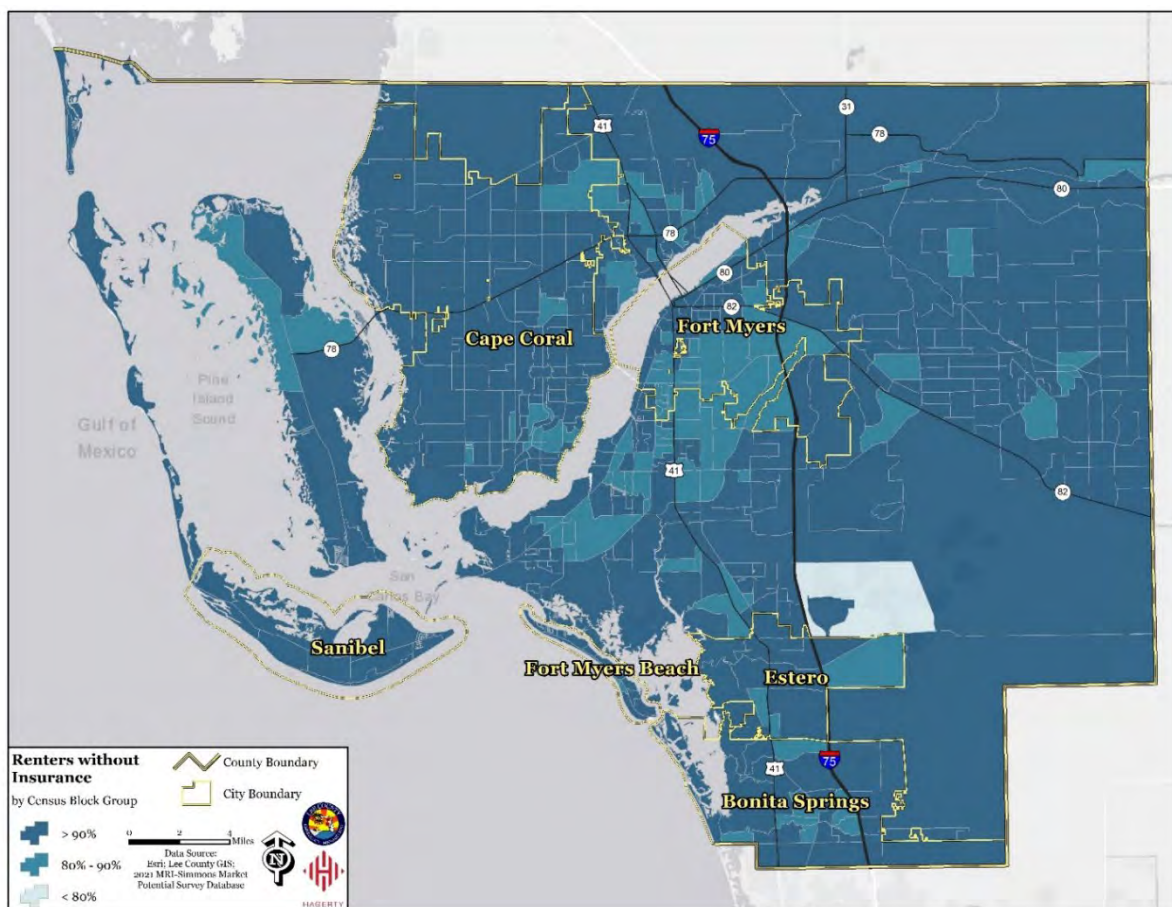 41
75
31
78
80
78
80
82
Cape Coral
Fort Myers
78
Pine
Island
Sound
Gulf of
Mexico
41
82
San
Carlos Bay
Sanibel
Fort Myers Beach
Estero
75
41
Bonita Springs
Renters without
Insurance
by Census Block Group
> 90%
80% - 90%
< 80%
County Boundary
City Boundary
0 2 4
Miles
Data Source:
Esri; Lee County GIS;
2021 MRI-Simmons Market
Potential Survey Database
N
HAGERTY